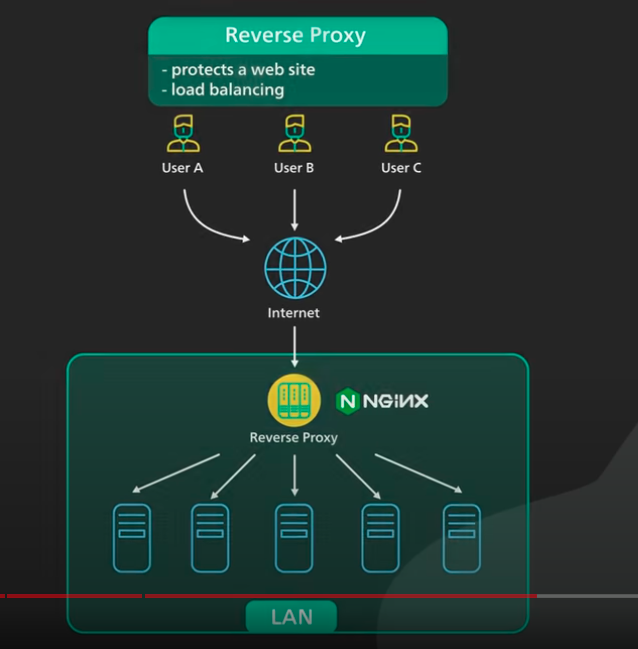 Reverse Proxy
- protects a web site
- load balancing
User A
User B
User C
Internet
NGINX
Reverse Proxy
LAN